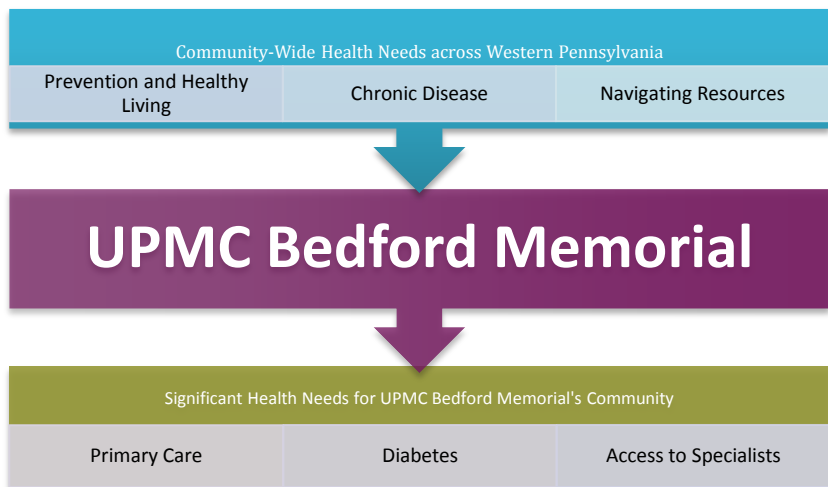 Community-Wide Health Needs across Western Pennsylvania
Prevention and Healthy
Living
Chronic Disease
Navigating Resources
UPMC Bedford Memorial
Significant Health Needs for UPMC Bedford Memorial's Community
Primary Care
Diabetes
Access to Specialists